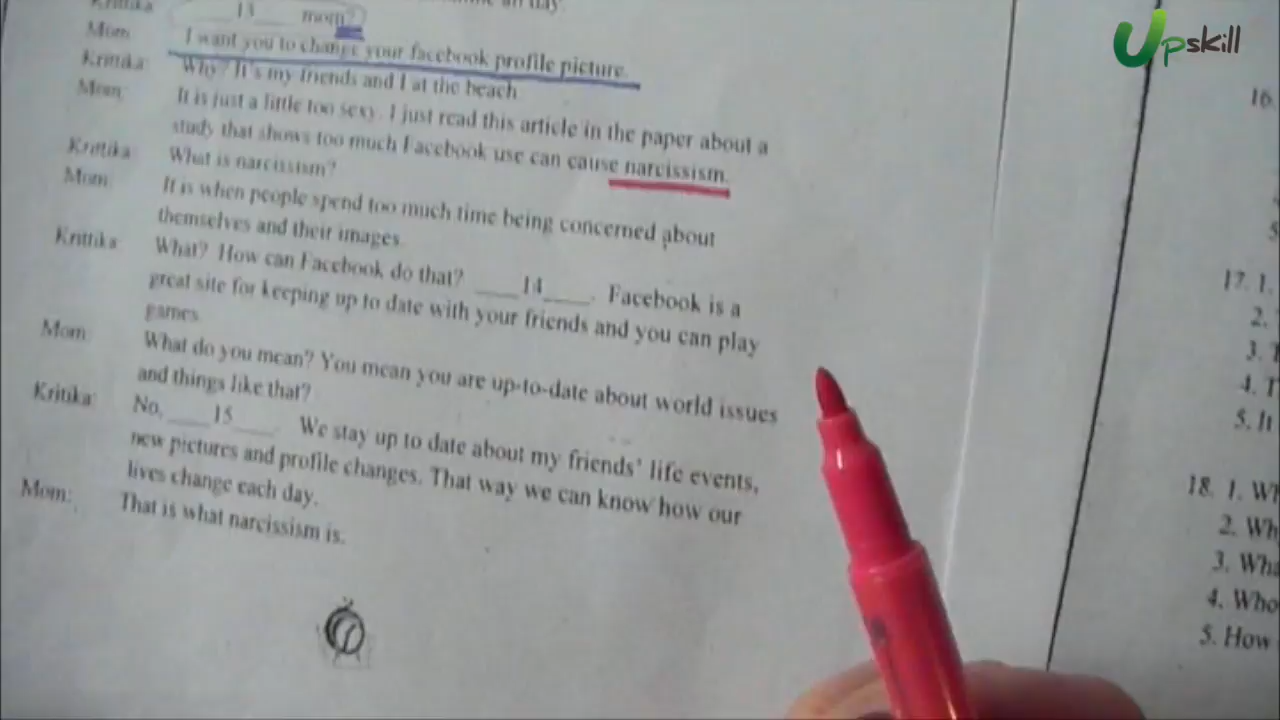 Upskill
Krittika ____13____ mom?
Mom: I want you to change your facebook profile picture.
Krittika: Why? It's my friends and I at the beach
Mom: It is just a little too sexy. I just read this article in the paper about a
study that shows too much Facebook use can cause narcissism.
Krittika: What is narcissism?
Mom: It is when people spend too much time being concerned about
themselves and their images.
Krittika: What? How can Facebook do that? ____14____. Facebook is a
great site for keeping up to date with your friends and you can play
games.
Mom: What do you mean? You mean you are up-to-date about world issues
and things like that?
Kritika: No, ____15____. We stay up to date about my friends' life events,
new pictures and profile changes. That way we can know how our
lives change each day.
Mom: That is what narcissism is.
16.
17. 1.
2.
3. T
4. T
5. It
18. 1. Wh
2. Wh
3. Wha
4. Who
5. How